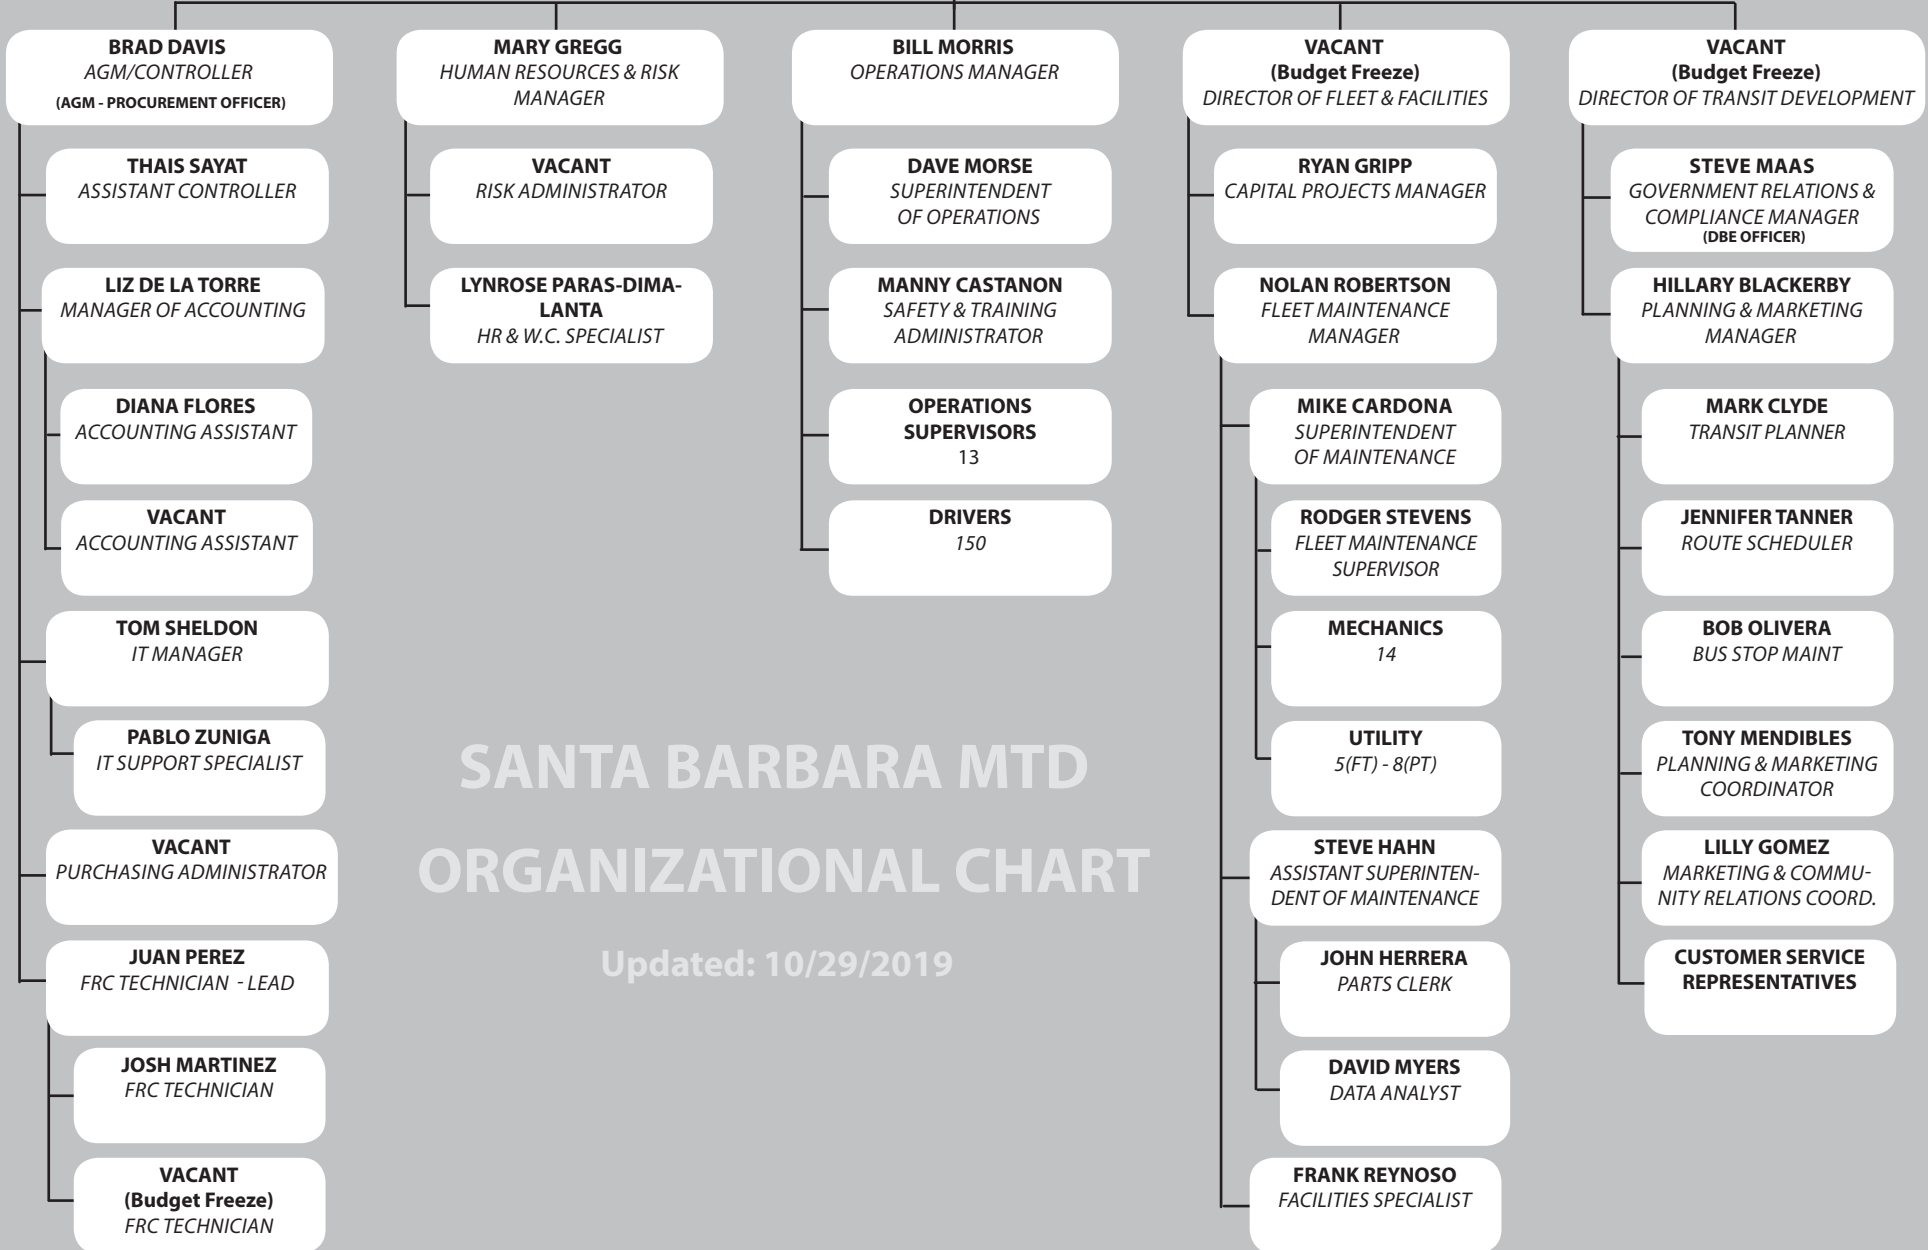 BRAD DAVIS
AGM/CONTROLLER
(AGM - PROCUREMENT OFFICER)
THAIS SAYAT
ASSISTANT CONTROLLER
LIZ DE LA TORRE
MANAGER OF ACCOUNTING
DIANA FLORES
ACCOUNTING ASSISTANT
VACANT
ACCOUNTING ASSISTANT
TOM SHELDON
IT MANAGER
PABLO ZUNIGA
IT SUPPORT SPECIALIST
VACANT
PURCHASING ADMINISTRATOR
JUAN PEREZ
FRC TECHNICIAN - LEAD
JOSH MARTINEZ
FRC TECHNICIAN
VACANT
(Budget Freeze)
FRC TECHNICIAN
MARY GREGG
HUMAN RESOURCES & RISK
MANAGER
VACANT
RISK ADMINISTRATOR
LYNROSE PARAS-DIMA-
LANTA
HR & W.C. SPECIALIST
BILL MORRIS
OPERATIONS MANAGER
DAVE MORSE
SUPERINTENDENT
OF OPERATIONS
MANNY CASTANON
SAFETY & TRAINING
ADMINISTRATOR
OPERATIONS
SUPERVISORS
13
DRIVERS
150
VACANT
(Budget Freeze)
DIRECTOR OF FLEET & FACILITIES
RYAN GRIPP
CAPITAL PROJECTS MANAGER
NOLAN ROBERTSON
FLEET MAINTENANCE
MANAGER
MIKE CARDONA
SUPERINTENDENT
OF MAINTENANCE
RODGER STEVENS
FLEET MAINTENANCE
SUPERVISOR
MECHANICS
14
UTILITY
5(FT) - 8(PT)
STEVE HAHN
ASSISTANT SUPERINTEN-
DENT OF MAINTENANCE
JOHN HERRERA
PARTS CLERK
DAVID MYERS
DATA ANALYST
FRANK REYNOSO
FACILITIES SPECIALIST
VACANT
(Budget Freeze)
DIRECTOR OF TRANSIT DEVELOPMENT
STEVE MAAS
GOVERNMENT RELATIONS &
COMPLIANCE MANAGER
(DBE OFFICER)
HILLARY BLACKERBY
PLANNING & MARKETING
MANAGER
MARK CLYDE
TRANSIT PLANNER
JENNIFER TANNER
ROUTE SCHEDULER
BOB OLIVERA
BUS STOP MAINT
TONY MENDIBLES
PLANNING & MARKETING
COORDINATOR
LILLY GOMEZ
MARKETING & COMMU-
NITY RELATIONS COORD.
CUSTOMER SERVICE
REPRESENTATIVES
SANTA BARBARA MTD
ORGANIZATIONAL CHART
Updated: 10/29/2019